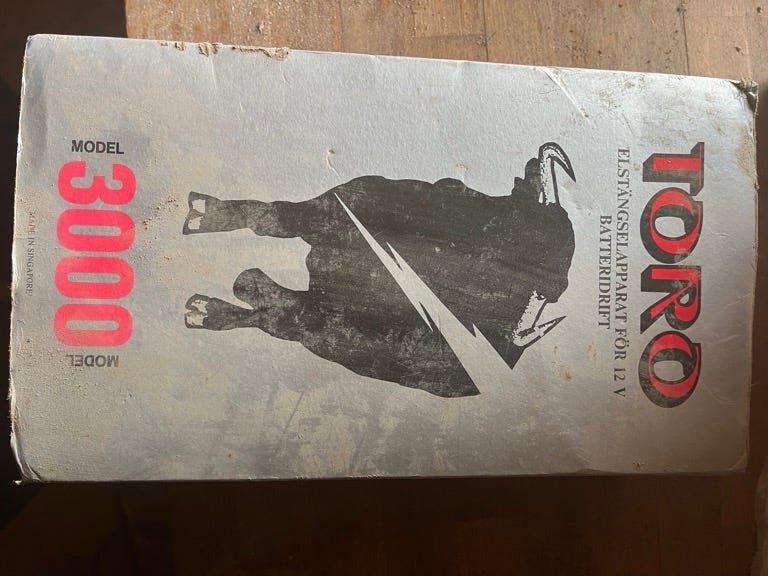 TORO
ELSTÄNGSELAPPARAT FÖR 12 V
BATTERIDRIFT
MODEL
3000
MODEL
MADE IN SINGAPORE